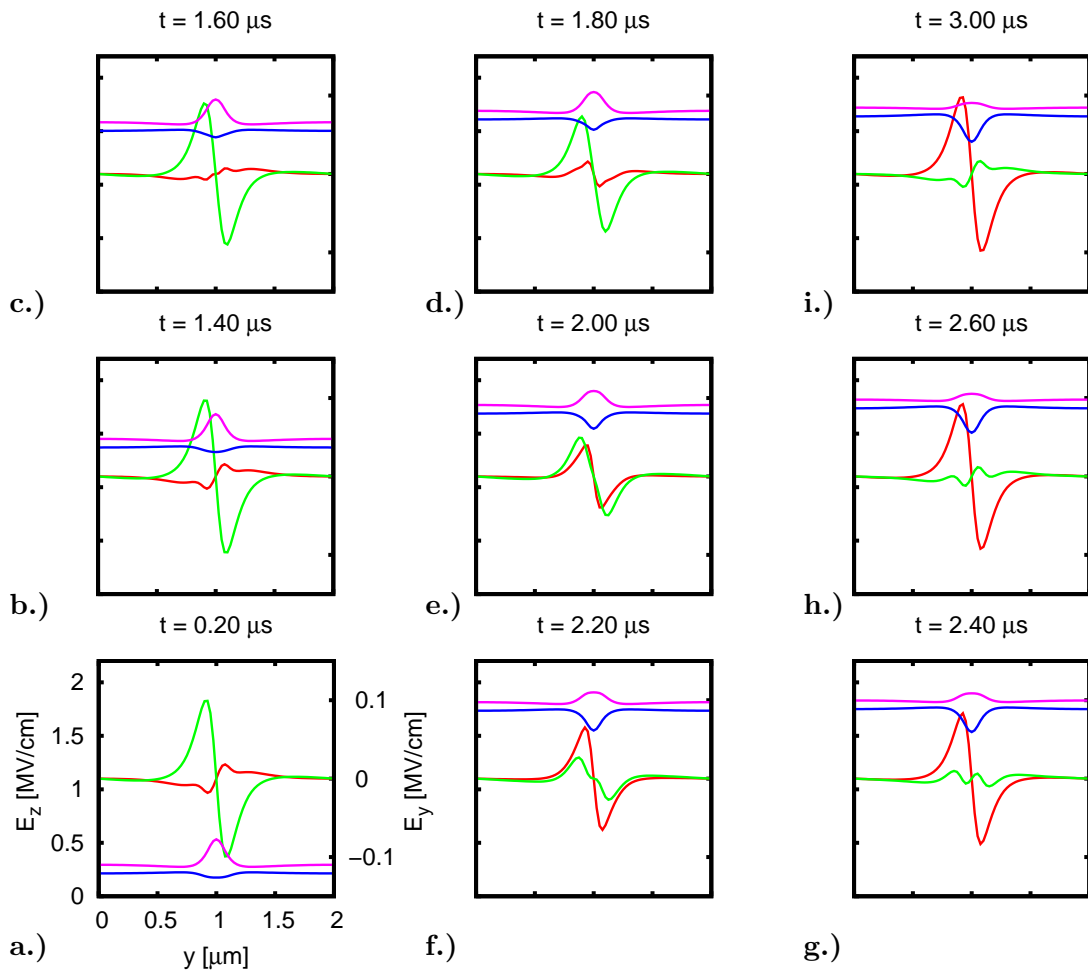 t = 1.60 μs
t = 1.80 μs
t = 3.00 μs
c.)
d.)
i.)
t = 1.40 μs
t = 2.00 μs
t = 2.60 μs
b.)
e.)
h.)
t = 0.20 μs
t = 2.20 μs
t = 2.40 μs
2
1.5
1
0.5
0
E_z [MV/cm]
0.1
0
−0.1
E_y [MV/cm]
0 0.5 1 1.5 2
y [μm]
a.)
f.)
g.)